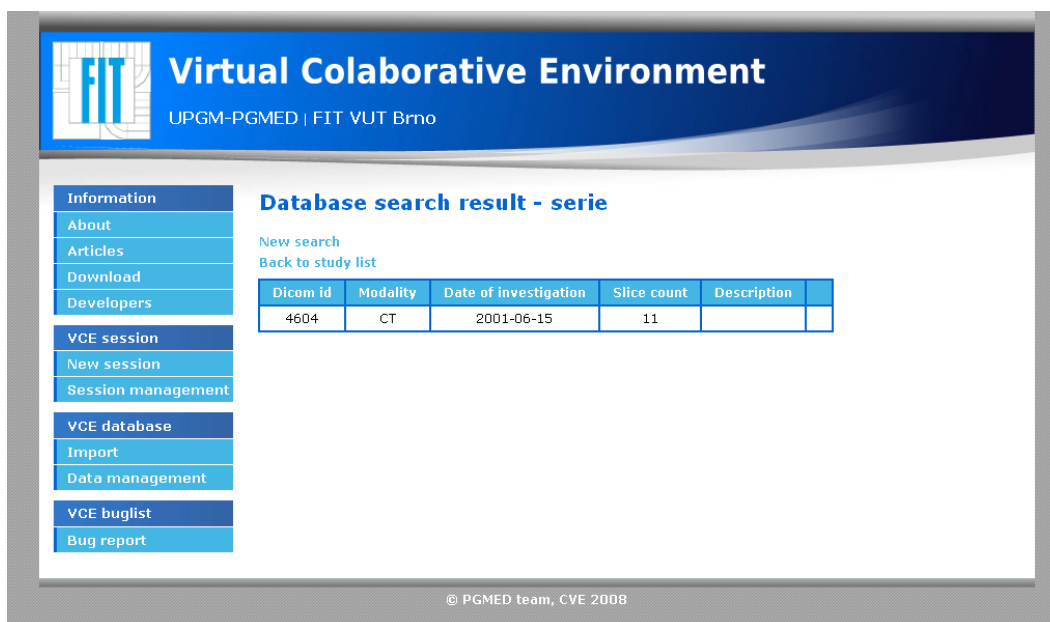 FIT
Virtual Colaborative Environment
UPGM-PGMED | FIT VUT Brno
Information
About
Articles
Download
Developers
VCE session
New session
Session management
VCE database
Import
Data management
VCE buglist
Bug report
Database search result - serie
New search
Back to study list
Dicom id Modality Date of investigation Slice count Description
4604 CT 2001-06-15 11
© PGMED team, CVE 2008